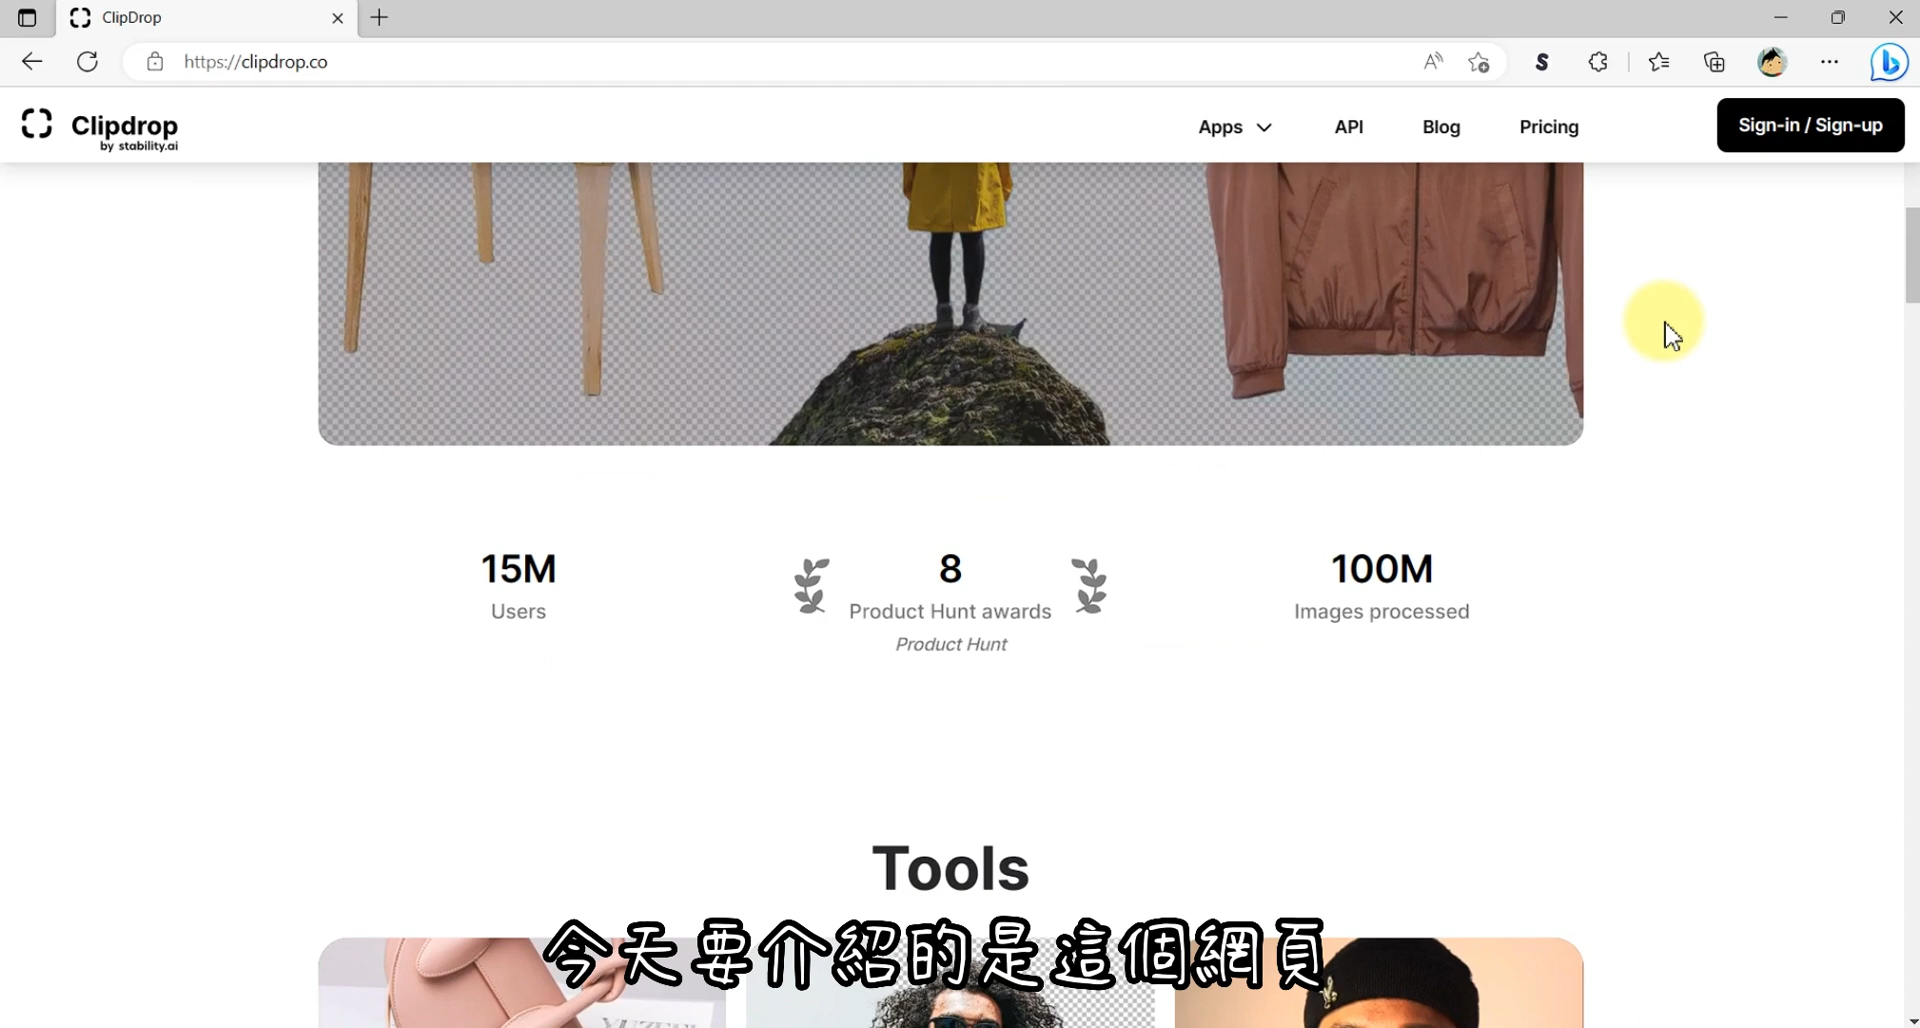 ClipDrop
https://clipdrop.co
Clipdrop
by stability.ai
Apps
API
Blog
Pricing
Sign-in / Sign-up
15M
Users
8
Product Hunt awards
Product Hunt
100M
Images processed
Tools
今天要介紹的是這個網頁